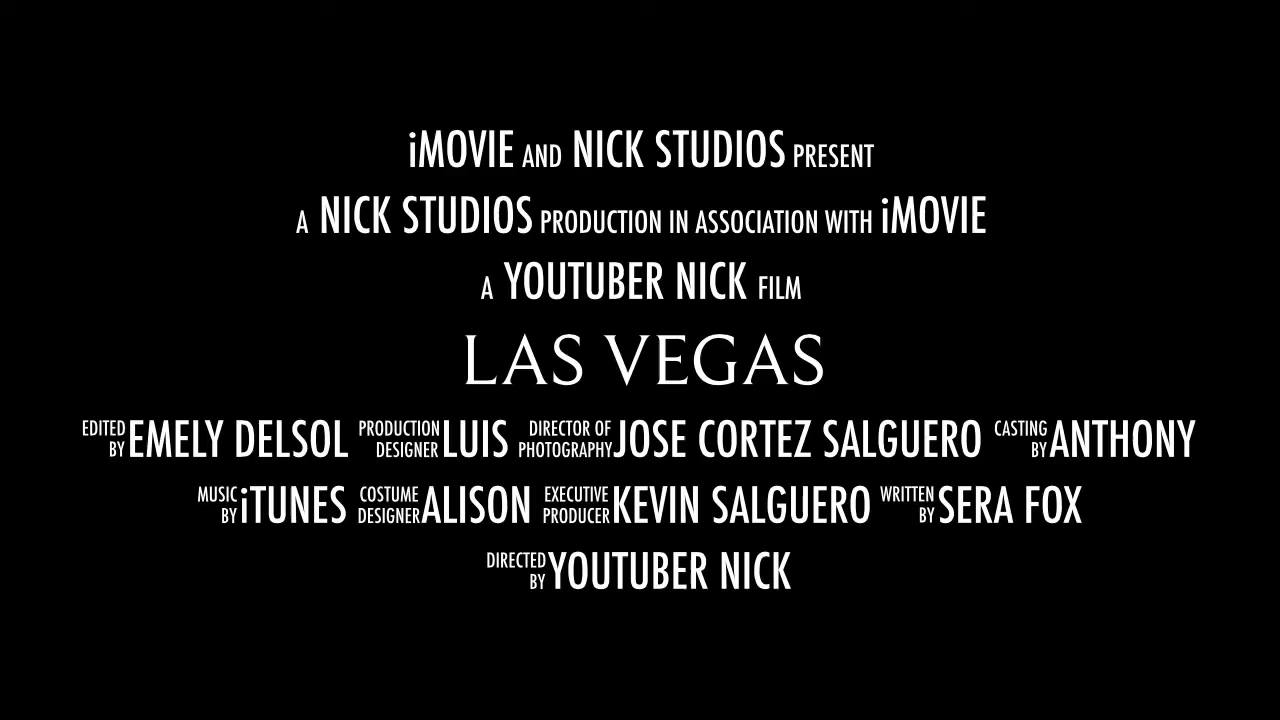 iMOVIE AND NICK STUDIOS PRESENT
A NICK STUDIOS PRODUCTION IN ASSOCIATION WITH iMOVIE
A YOUTUBER NICK FILM
LAS VEGAS
EDITED BY EMELY DELSOL PRODUCTION DESIGNER LUIS DIRECTOR OF PHOTOGRAPHY JOSE CORTEZ SALGUERO CASTING BY ANTHONY
MUSIC BY iTUNES COSTUME DESIGNER ALISON EXECUTIVE PRODUCER KEVIN SALGUERO WRITTEN BY SERA FOX
DIRECTED BY YOUTUBER NICK